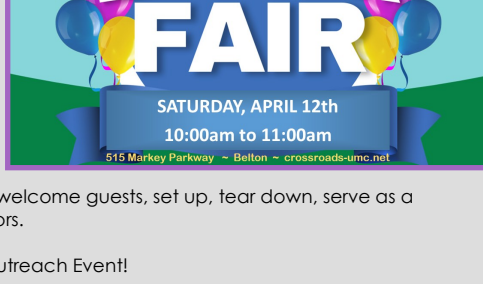 FAIR
SATURDAY, APRIL 12th
10:00am to 11:00am
515 Markey Parkway ~ Belton ~ crossroads-umc.net
welcome guests, set up, tear down, serve as a
ors.
utreach Event!